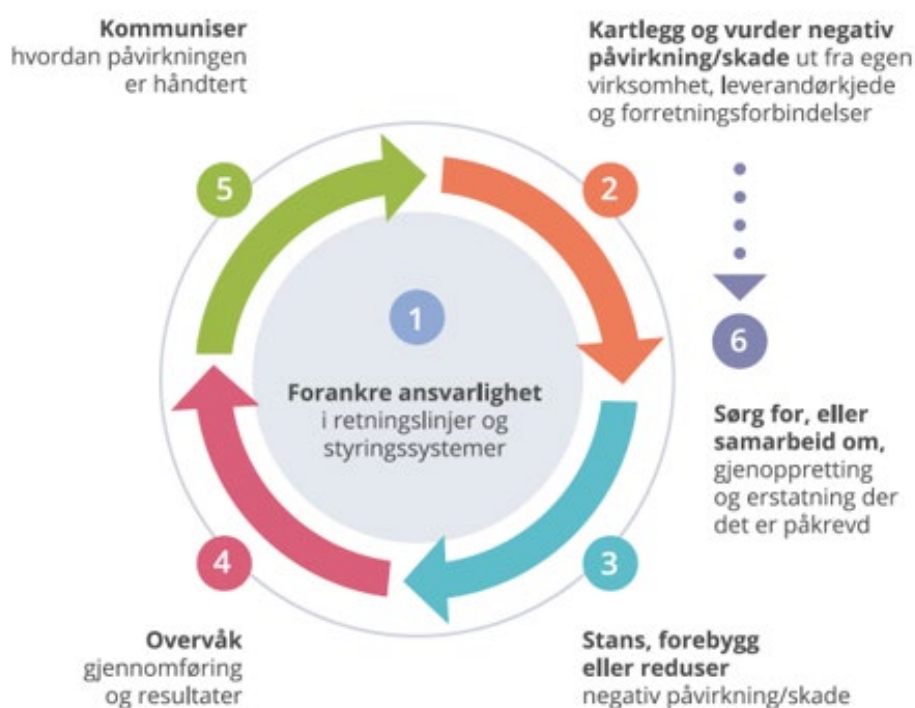 1
Forankre ansvarlighet
i retningslinjer og
styringssystemer
2
Kartlegg og vurder negativ
påvirkning/skade ut fra egen
virksomhet, leverandørkjede
og forretningsforbindelser
3
Stans, forebygg
eller reduser
negativ påvirkning/skade
4
Overvåk
gjennomføring
og resultater
5
Kommuniser
hvordan påvirkningen
er håndtert
6
Sørg for, eller
samarbeid om,
gjenoppretting
og erstatning der
det er påkrevd